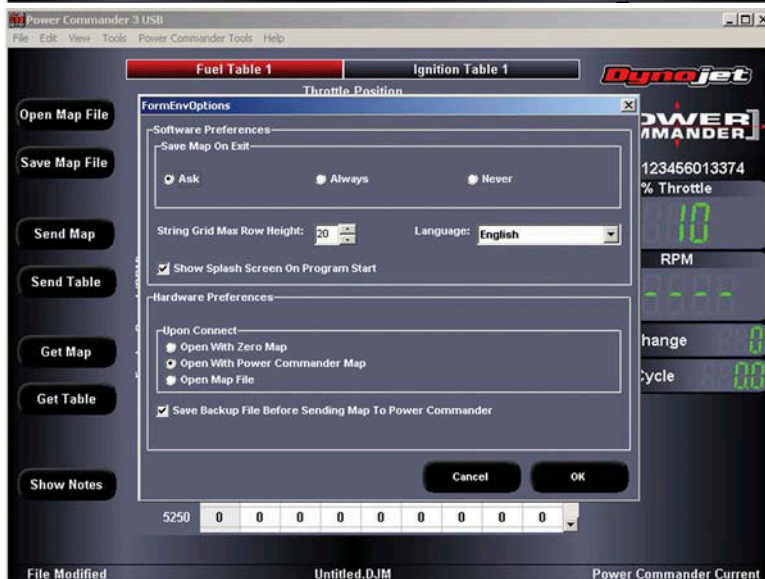 Power Commander 3 USB
File Edit View Tools Power Commander Tools Help
Fuel Table 1 Ignition Table 1
Dynojet
Throttle Position
FormEnvOptions
Open Map File
Software Preferences
Save Map On Exit
Ask Always Never
Save Map File
123456013374
% Throttle
10
Send Map
String Grid Max Row Height: 20 Language: English
RPM
Show Splash Screen On Program Start
Send Table
Hardware Preferences
- - - -
Upon Connect
Open With Zero Map
Open With Power Commander Map
Open Map File
Get Map
hange 0
ycle 0.0
Get Table
Save Backup File Before Sending Map To Power Commander
Cancel OK
Show Notes
5250 0 0 0 0 0 0 0 0 0
File Modified Untitled.DJM Power Commander Current